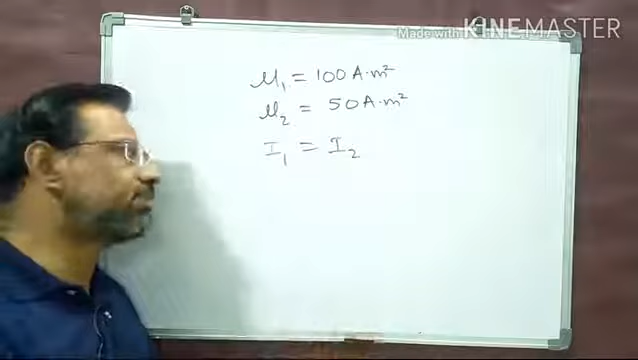 Made with KINEMASTER
μ₁ = 100 A·m²
μ₂ = 50 A·m²
I₁ = I₂